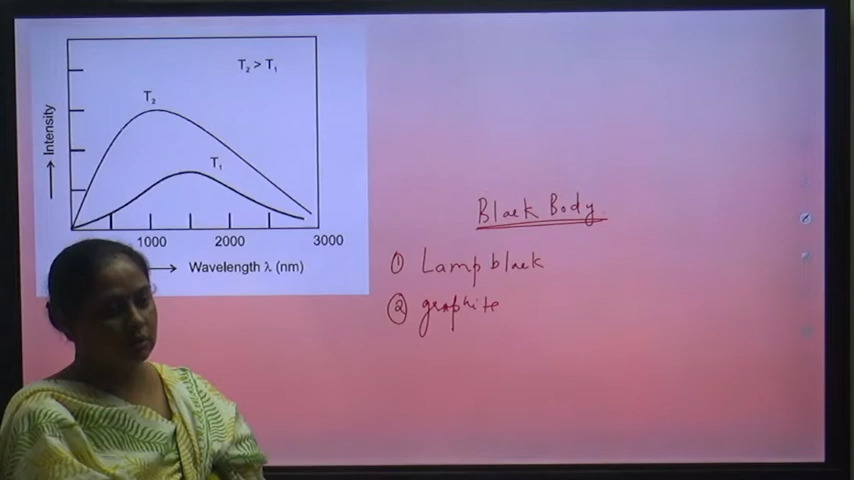 T₂ > T₁
T₂
T₁
Intensity
1000 2000 3000
Wavelength λ (nm)
Black Body
① Lamp black
② graphite